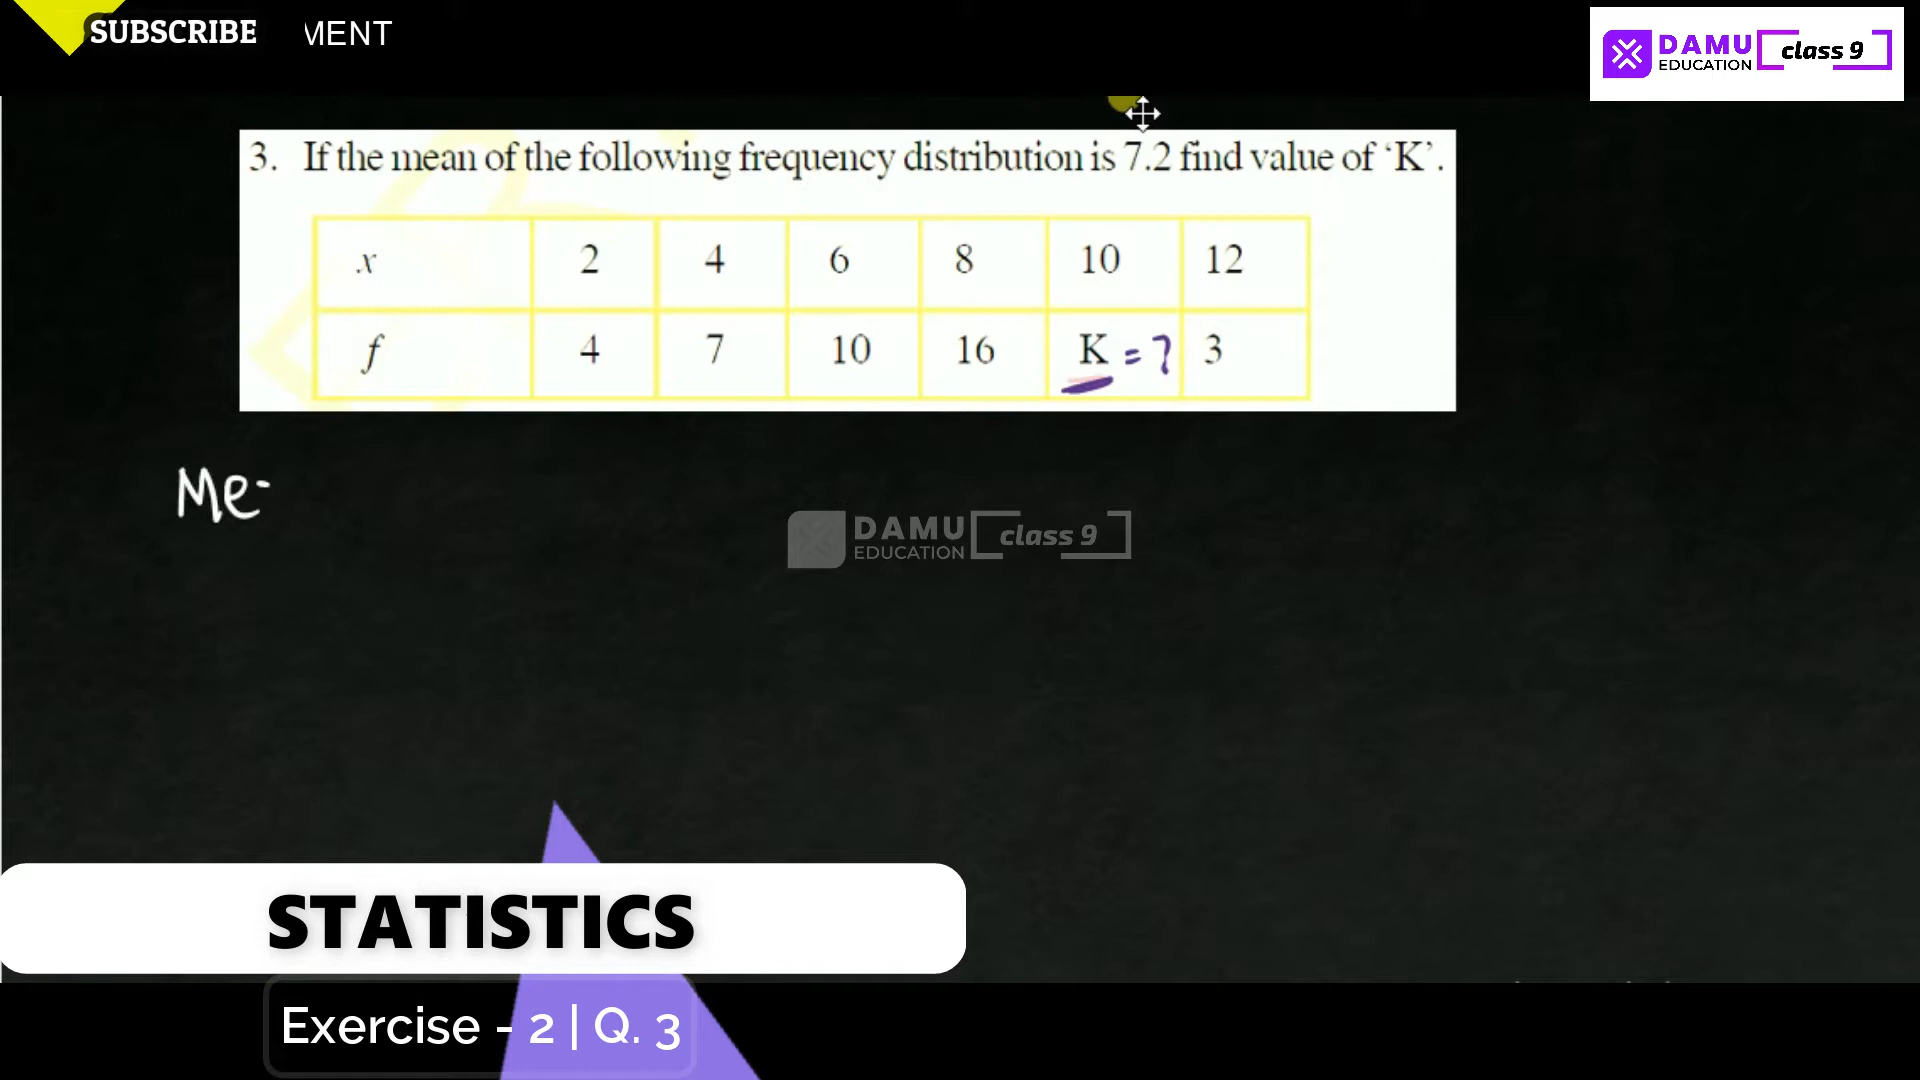 SUBSCRIBE MENT
DAMU
EDUCATION
class 9
3. If the mean of the following frequency distribution is 7.2 find value of ‘K’.
x 2 4 6 8 10 12
f 4 7 10 16 K = ? 3
Me-
DAMU
EDUCATION
class 9
STATISTICS
Exercise - 2 | Q. 3